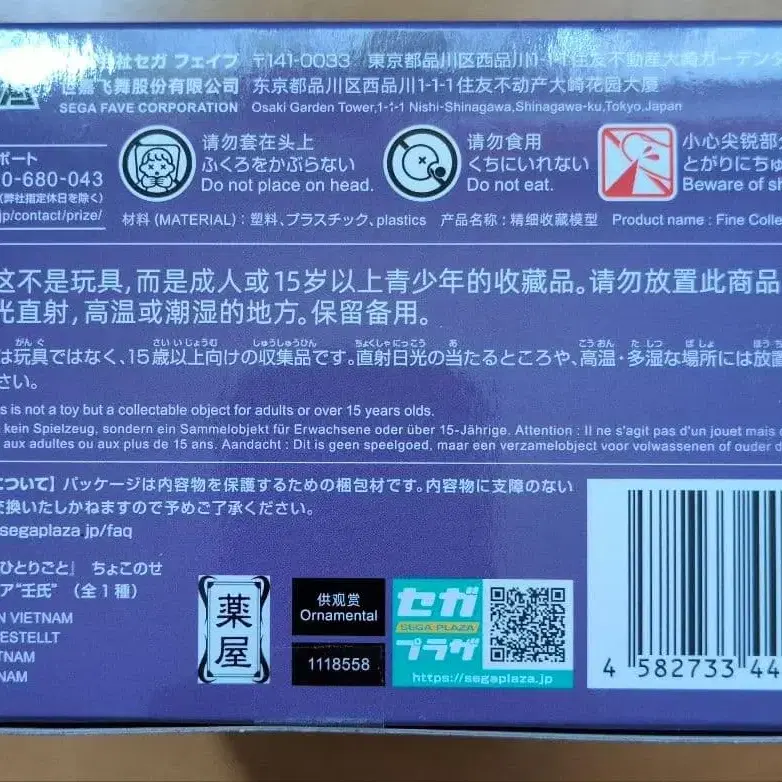 会社セガ フェイブ 〒141-0033 東京都品川区西品川1-1-1住友不動産大崎ガーデンタ
世嘉飞舞股份有限公司 东京都品川区西品川1-1-1住友不动产大崎花园大厦
SEGA FAVE CORPORATION Osaki Garden Tower,1-1-1 Nishi-Shinagawa,Shinagawa-ku,Tokyo,Japan
ポート
0-680-043
(弊社指定休日を除く)
jp/contact/prize/
请勿套在头上
ふくろをかぶらない
Do not place on head.
请勿食用
くちにいれない
Do not eat.
小心尖锐部
とがりにちゅ
Beware of sh
材料 (MATERIAL) : 塑料、プラスチック、plastics 产品名称 : 精细收藏模型 Product name : Fine Colle
这不是玩具,而是成人或15岁以上青少年的收藏品。请勿放置此商品
光直射,高温或潮湿的地方。保留备用。
は玩具ではなく、15歳以上向けの収集品です。直射日光の当たるところや、高温・多湿な場所には放置
さい。
s is not a toy but a collectable object for adults or over 15 years olds.
kein Spielzeug, sondern ein Sammelobjekt für Erwachsene oder über 15-Jährige. Attention : Il ne s'agit pas d'un jouet mais
aux adultes ou aux plus de 15 ans. Aandacht : Dit is geen speelgoed, maar een verzamelobject voor volwassenen of ouder d
について】パッケージは内容物を保護するための梱包材です。内容物に支障のない
交換いたしかねますので予めご了承ください。
segaplaza.jp/faq
ひとりごと』 ちょこのせ
ア“壬氏” (全1種)
N VIETNAM
ESTELLT
TNAM
NAM
薬屋
供观赏
Ornamental
1118558
セガ
SEGA PLAZA
プラザ
https://segaplaza.jp
4 582733 44